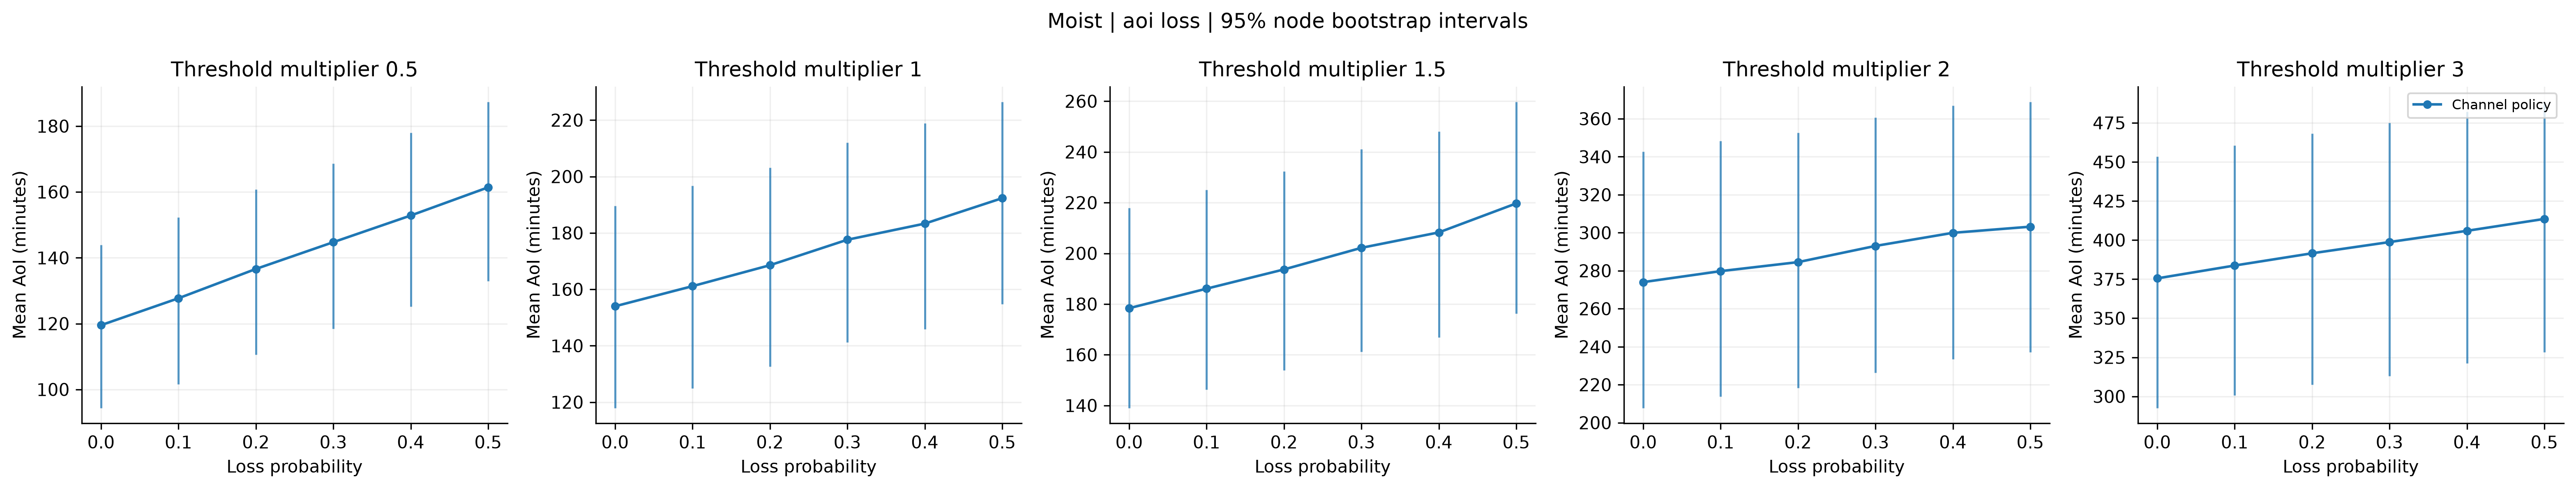 Moist | aoi loss | 95% node bootstrap intervals
Threshold multiplier 0.5
Mean AoI (minutes)
180
160
140
120
100
0.0 0.1 0.2 0.3 0.4 0.5
Loss probability
Threshold multiplier 1
Mean AoI (minutes)
220
200
180
160
140
120
0.0 0.1 0.2 0.3 0.4 0.5
Loss probability
Threshold multiplier 1.5
Mean AoI (minutes)
260
240
220
200
180
160
140
0.0 0.1 0.2 0.3 0.4 0.5
Loss probability
Threshold multiplier 2
Mean AoI (minutes)
360
340
320
300
280
260
240
220
200
0.0 0.1 0.2 0.3 0.4 0.5
Loss probability
Threshold multiplier 3
Channel policy
Mean AoI (minutes)
475
450
425
400
375
350
325
300
0.0 0.1 0.2 0.3 0.4 0.5
Loss probability